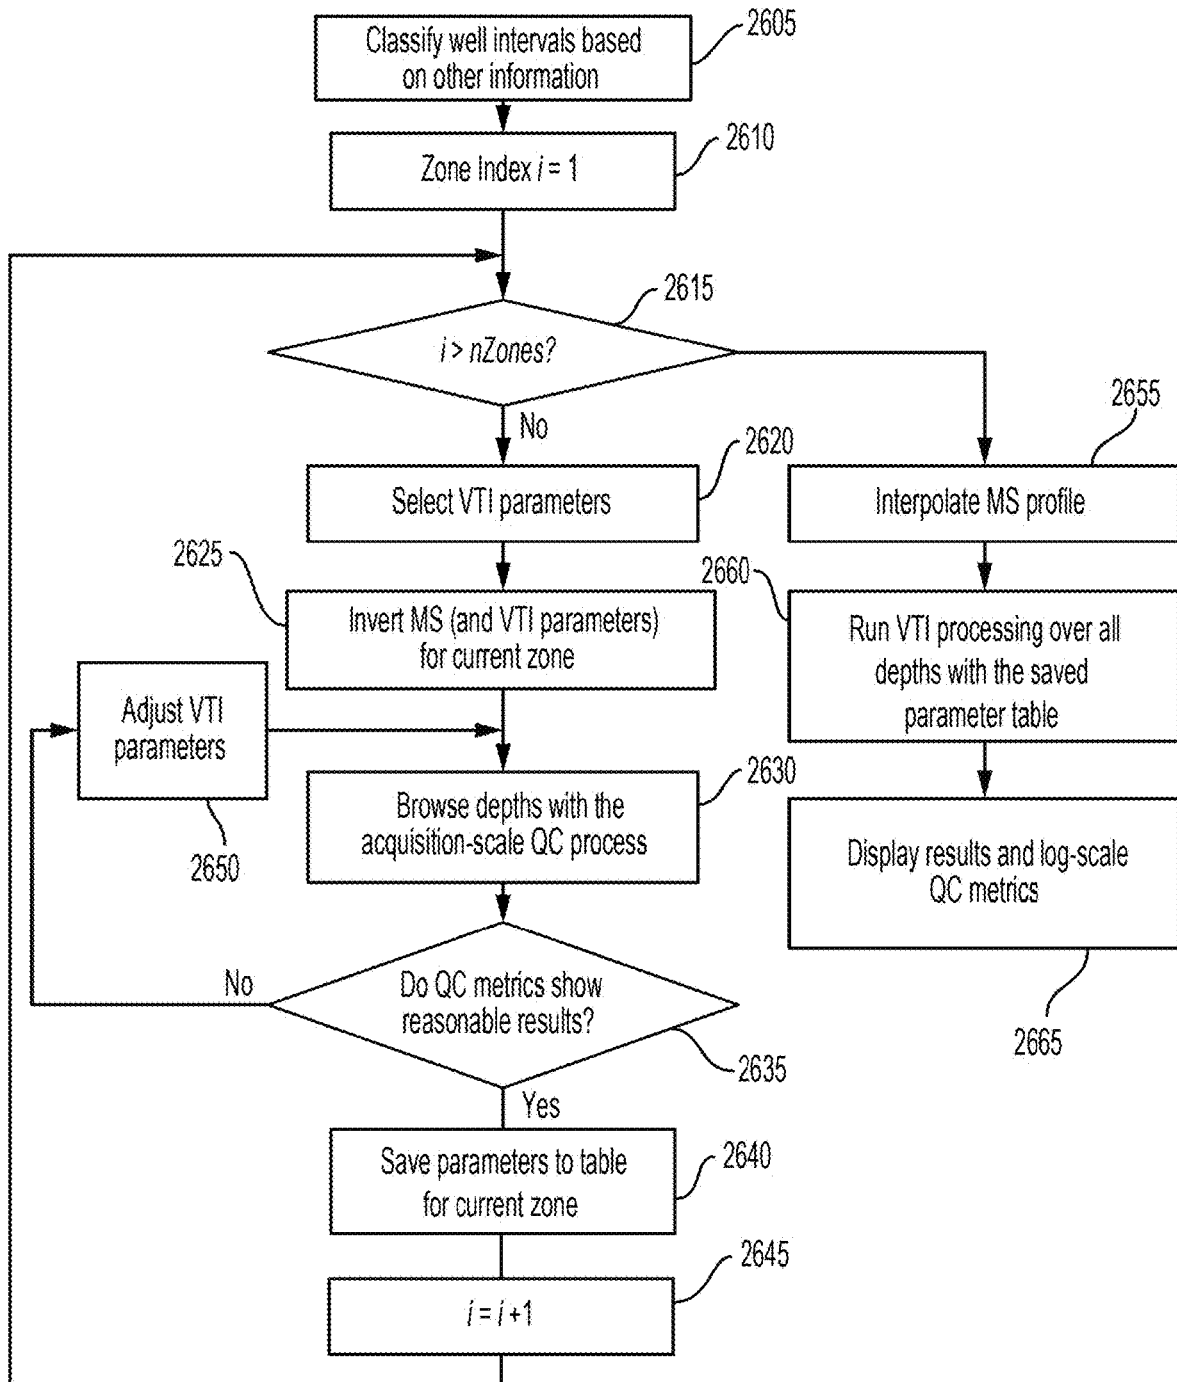 Classify well intervals based
on other information
2605
Zone Index i = 1
2610
i > nZones?
2615
No
Select VTI parameters
2620
Interpolate MS profile
2655
Invert MS (and VTI parameters)
for current zone
2625
Run VTI processing over all
depths with the saved
parameter table
2660
Adjust VTI
parameters
2650
Browse depths with the
acquisition-scale QC process
2630
Display results and log-scale
QC metrics
2665
Do QC metrics show
reasonable results?
2635
No
Yes
Save parameters to table
for current zone
2640
i = i +1
2645